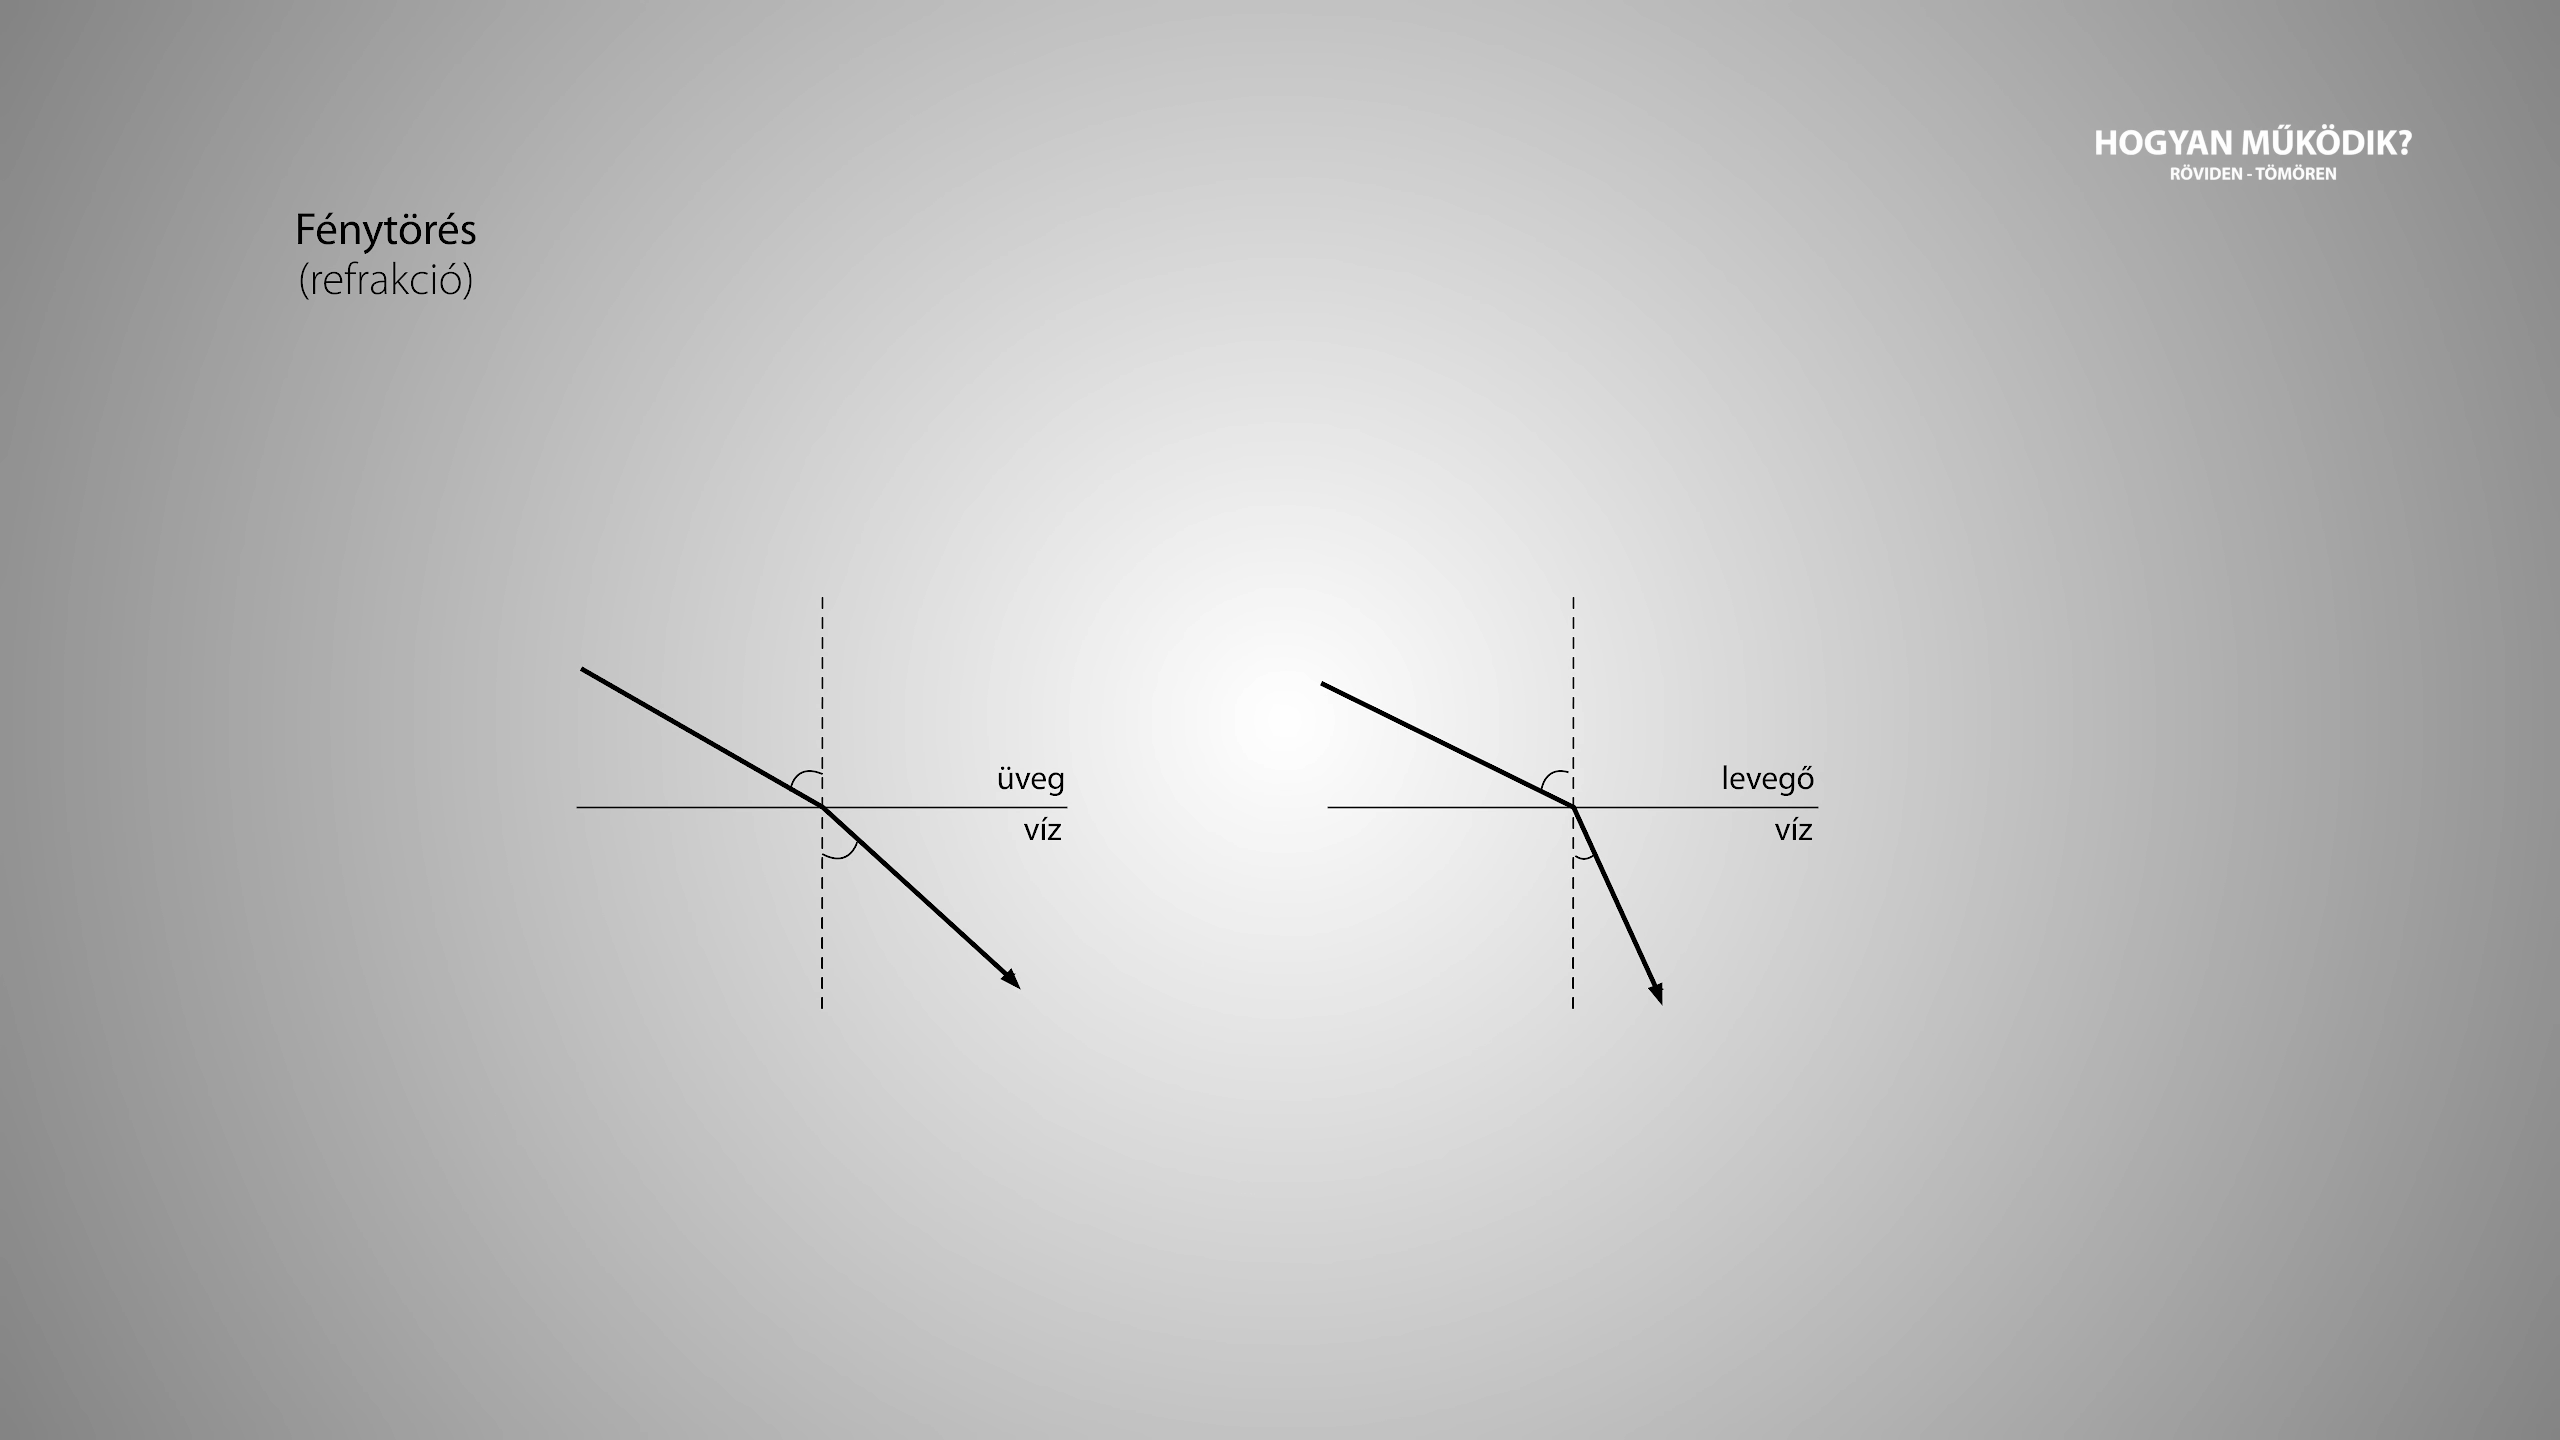 HOGYAN MŰKÖDIK?
RÖVIDEN - TÖMÖREN
Fénytörés
(refrakció)
üveg
víz
levegő
víz